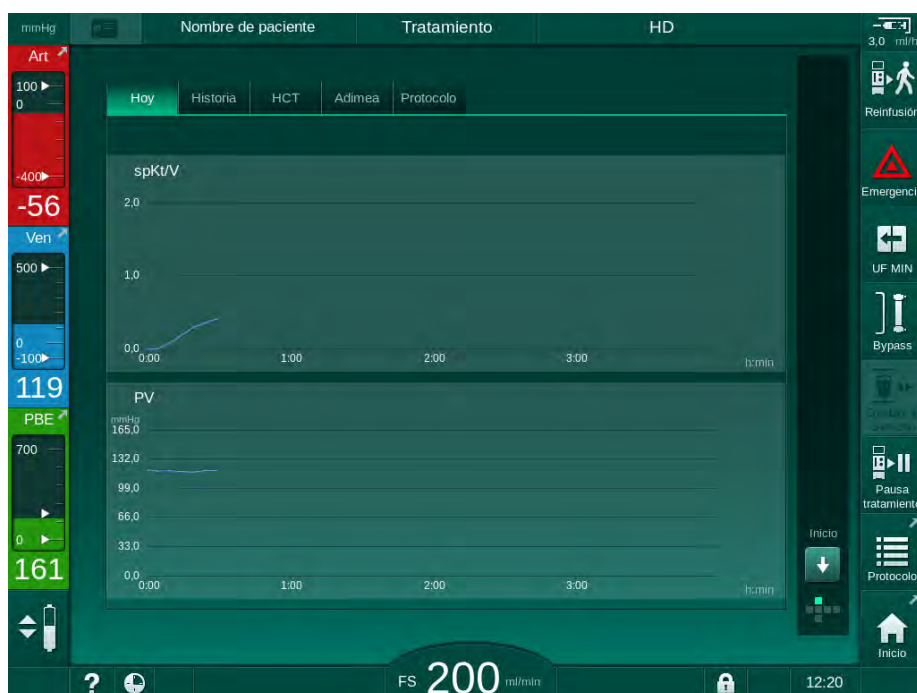 mmHg
Nombre de paciente
Tratamiento
HD
3,0 ml/h
Art
100
0
-400
-56
Ven
500
0
-100
119
PBE
700
0
161
Hoy
Historia
HCT
Adimea
Protocolo
spKt/V
2,0
1,0
0,0
0:00
1:00
2:00
3:00
h:min
PV
mmHg
165,0
132,0
99,0
66,0
33,0
0,0
0:00
1:00
2:00
3:00
h:min
Inicio
Reinfusión
Emergenci
UF MIN
Bypass
Pausa
tratamiento
Protocolo
Inicio
?
FS 200 ml/min
12:20